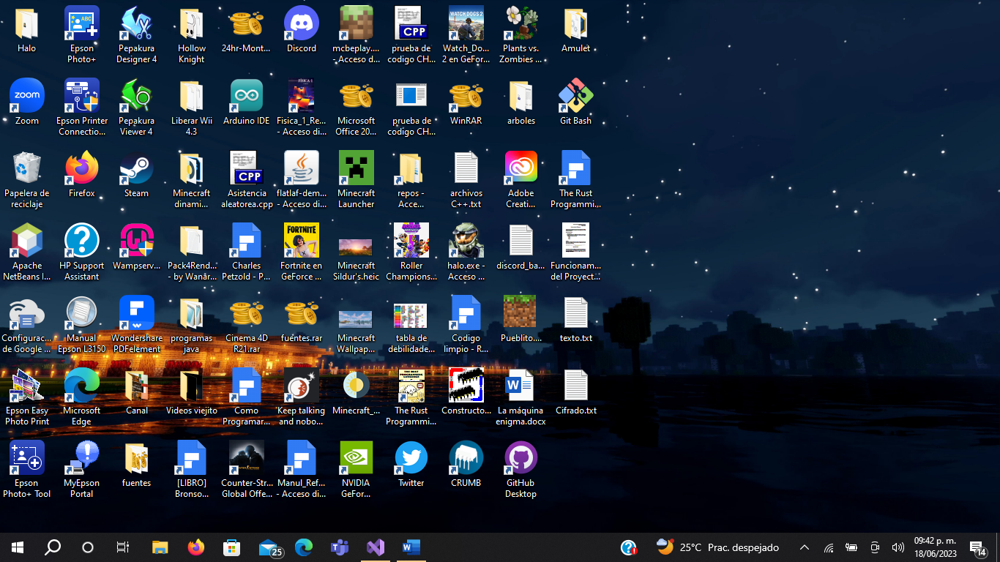 Halo
Epson
Photo+
Pepakura
Designer 4
Hollow
Knight
24hr-Mont...
Discord
mcbeplay....
- Acceso d...
prueba de
codigo CH...
Watch_Do...
2 en GeFor...
Plants vs.
Zombies ...
Amulet
Zoom
Epson Printer
Connectio...
Pepakura
Viewer 4
Liberar Wii
4.3
Arduino IDE
Fisica_1_Re...
- Acceso di...
Microsoft
Office 20...
prueba de
codigo CH...
WinRAR
arboles
Git Bash
Papelera de
reciclaje
Firefox
Steam
Minecraft
dinami...
Asistencia
aleatorea.cpp
flatlaf-dem...
- Acceso di...
Minecraft
Launcher
repos -
Acce...
archivos
C++.txt
Adobe
Creati...
The Rust
Programmi...
Apache
NetBeans I...
HP Support
Assistant
Wampserv...
Pack4Rend...
- by Wanâr...
Charles
Petzold - P...
Fortnite en
GeForce ...
Minecraft
Sildur's.heic
Roller
Champions...
halo.exe -
Acceso ...
discord_ba...
Funcionam...
del Proyect...
Configurac...
de Google ...
Manual
Epson L3150
Wondershare
PDFelement
programas
java
Cinema 4D
R21.rar
fuentes.rar
Minecraft
Wallpap...
tabla de
debilidade...
Codigo
limpio - R...
Pueblito....
texto.txt
Epson Easy
Photo Print
Microsoft
Edge
Canal
Videos viejito
Como
Programar...
Keep talking
and nobo...
Minecraft_...
The Rust
Programmi...
Constructo...
La máquina
enigma.docx
Cifrado.txt
Epson
Photo+ Tool
MyEpson
Portal
fuentes
[LIBRO]
Bronso...
Counter-Str...
Global Offe...
Manul_Ref...
- Acceso di...
NVIDIA
GeFor...
Twitter
CRUMB
GitHub
Desktop
25
25°C Prac. despejado
09:42 p. m.
18/06/2023
14